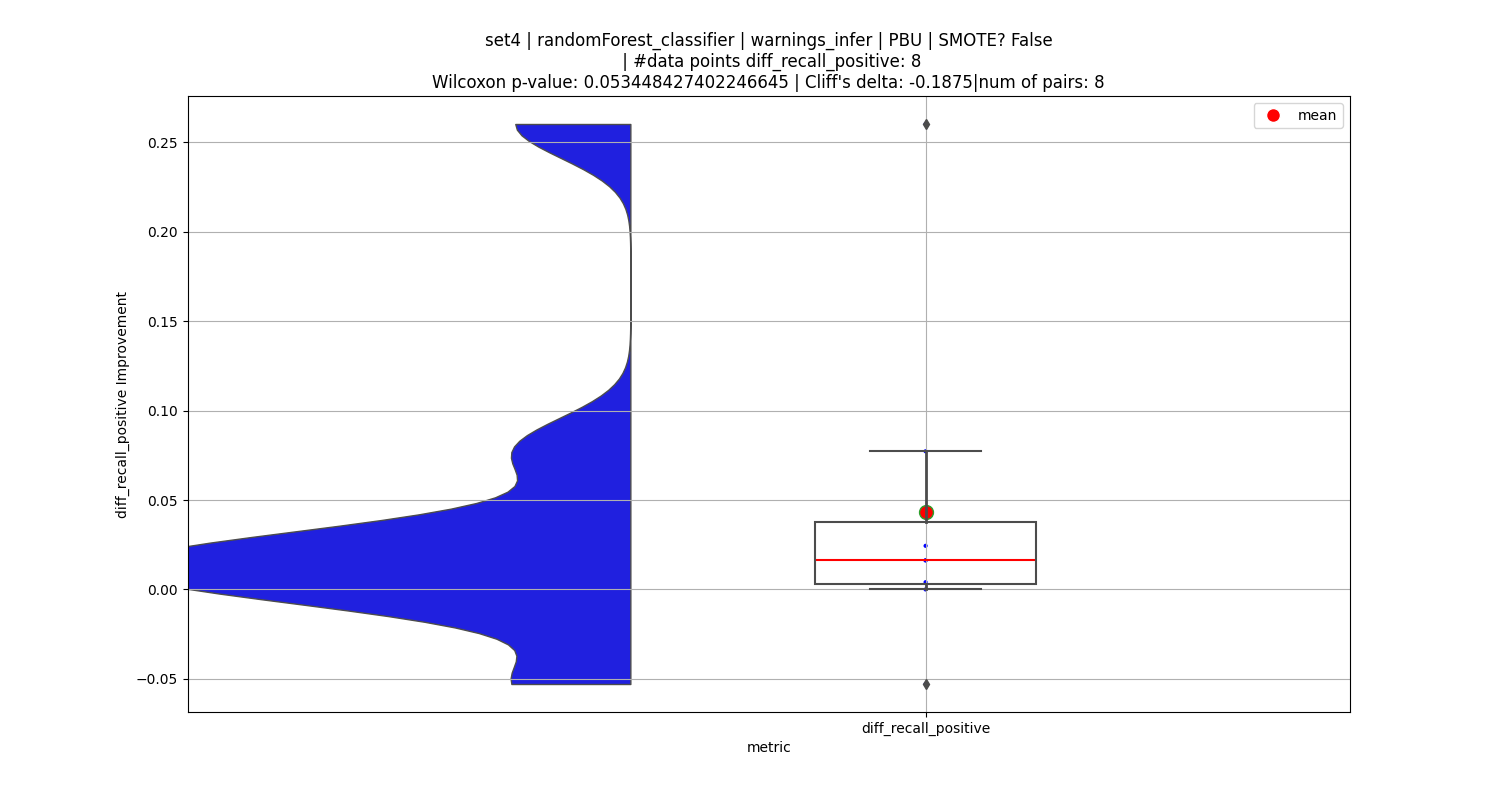 set4 | randomForest_classifier | warnings_infer | PBU | SMOTE? False
| #data points diff_recall_positive: 8
Wilcoxon p-value: 0.053448427402246645 | Cliff's delta: -0.1875|num of pairs: 8
mean
0.25
0.20
0.15
0.10
0.05
0.00
−0.05
diff_recall_positive Improvement
diff_recall_positive
metric